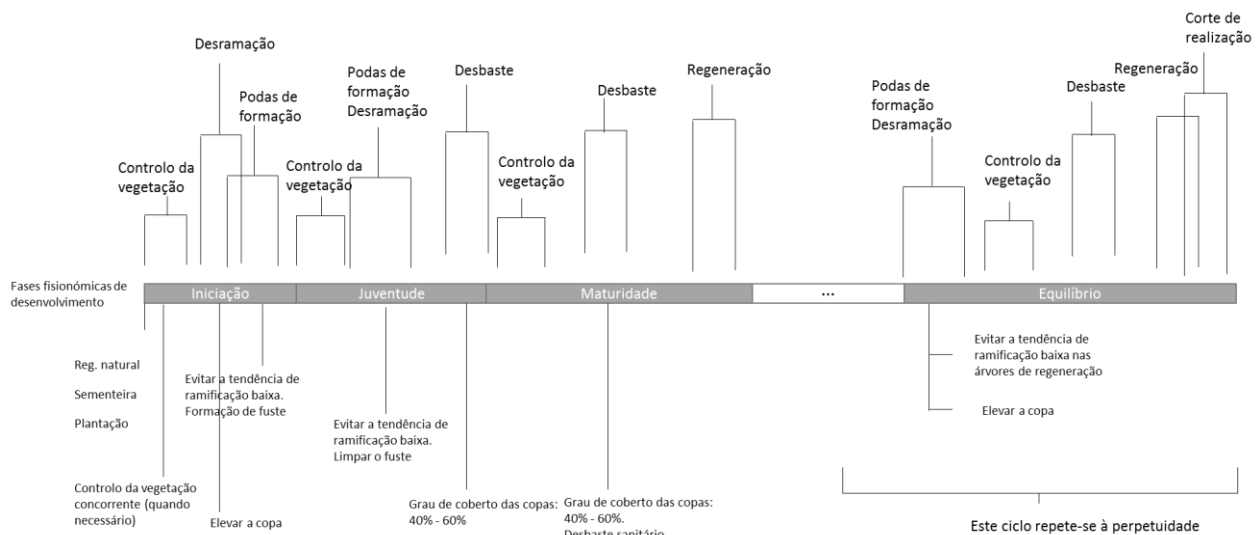 Desramação
Podas de
formação
Controlo da
vegetação
Podas de
formação
Desramação
Controlo da
vegetação
Desbaste
Controlo da
vegetação
Desbaste
Regeneração
Podas de
formação
Desramação
Controlo da
vegetação
Desbaste
Regeneração
Corte de
realização
Fases fisionómicas de
desenvolvimento
Iniciação
Juventude
Maturidade
...
Equilíbrio
Reg. natural
Sementeira
Plantação
Controlo da vegetação
concorrente (quando
necessário)
Elevar a copa
Evitar a tendência de
ramificação baixa.
Formação de fuste
Evitar a tendência de
ramificação baixa.
Limpar o fuste
Grau de coberto das copas:
40% - 60%
Grau de coberto das copas:
40% - 60%.
Desbaste sanitário
Evitar a tendência de
ramificação baixa nas
árvores de regeneração
Elevar a copa
Este ciclo repete-se à perpetuidade